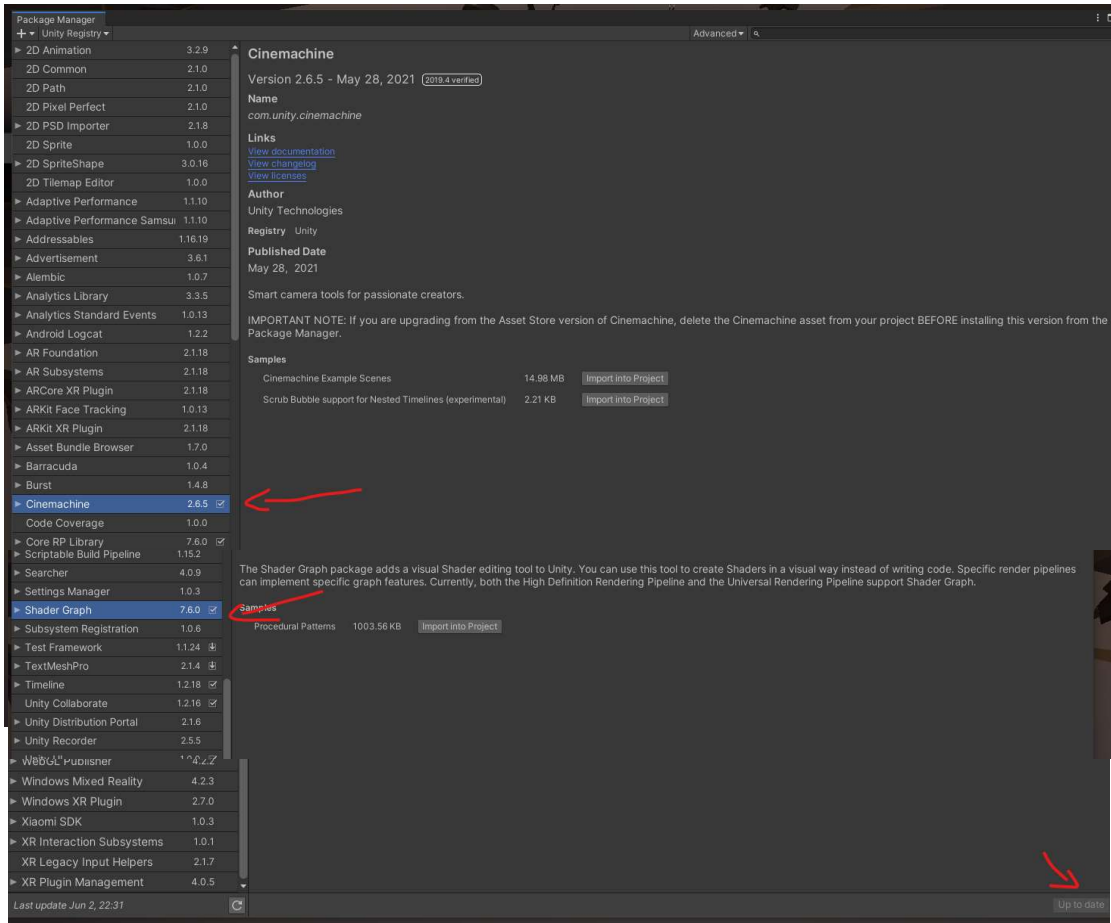 Package Manager
+ Unity Registry
Advanced
2D Animation 3.2.9
2D Common 2.1.0
2D Path 2.1.0
2D Pixel Perfect 2.1.0
2D PSD Importer 2.1.8
2D Sprite 1.0.0
2D SpriteShape 3.0.16
2D Tilemap Editor 1.0.0
Adaptive Performance 1.1.10
Adaptive Performance Samsu 1.1.10
Addressables 1.16.19
Advertisement 3.6.1
Alembic 1.0.7
Analytics Library 3.3.5
Analytics Standard Events 1.0.13
Android Logcat 1.2.2
AR Foundation 2.1.18
AR Subsystems 2.1.18
ARCore XR Plugin 2.1.18
ARKit Face Tracking 1.0.13
ARKit XR Plugin 2.1.18
Asset Bundle Browser 1.7.0
Barracuda 1.0.4
Burst 1.4.8
Cinemachine 2.6.5
Code Coverage 1.0.0
Core RP Library 7.6.0
Scriptable Build Pipeline 1.15.2
Searcher 4.0.9
Settings Manager 1.0.3
Shader Graph 7.6.0
Subsystem Registration 1.0.6
Test Framework 1.1.24
TextMeshPro 2.1.4
Timeline 1.2.18
Unity Collaborate 1.2.16
Unity Distribution Portal 2.1.6
Unity Recorder 2.5.5
WebGL Publisher 4.2.2
Windows Mixed Reality 4.2.3
Windows XR Plugin 2.7.0
Xiaomi SDK 1.0.3
XR Interaction Subsystems 1.0.1
XR Legacy Input Helpers 2.1.7
XR Plugin Management 4.0.5
Last update Jun 2, 22:31
Cinemachine
Version 2.6.5 - May 28, 2021 2019.4 verified
Name
com.unity.cinemachine
Links
View documentation
View changelog
View licenses
Author
Unity Technologies
Registry Unity
Published Date
May 28, 2021
Smart camera tools for passionate creators.
IMPORTANT NOTE: If you are upgrading from the Asset Store version of Cinemachine, delete the Cinemachine asset from your project BEFORE installing this version from the
Package Manager.
Samples
Cinemachine Example Scenes 14.98 MB Import into Project
Scrub Bubble support for Nested Timelines (experimental) 2.21 KB Import into Project
The Shader Graph package adds a visual Shader editing tool to Unity. You can use this tool to create Shaders in a visual way instead of writing code. Specific render pipelines
can implement specific graph features. Currently, both the High Definition Rendering Pipeline and the Universal Rendering Pipeline support Shader Graph.
Samples
Procedural Patterns 1003.56 KB Import into Project
Up to date